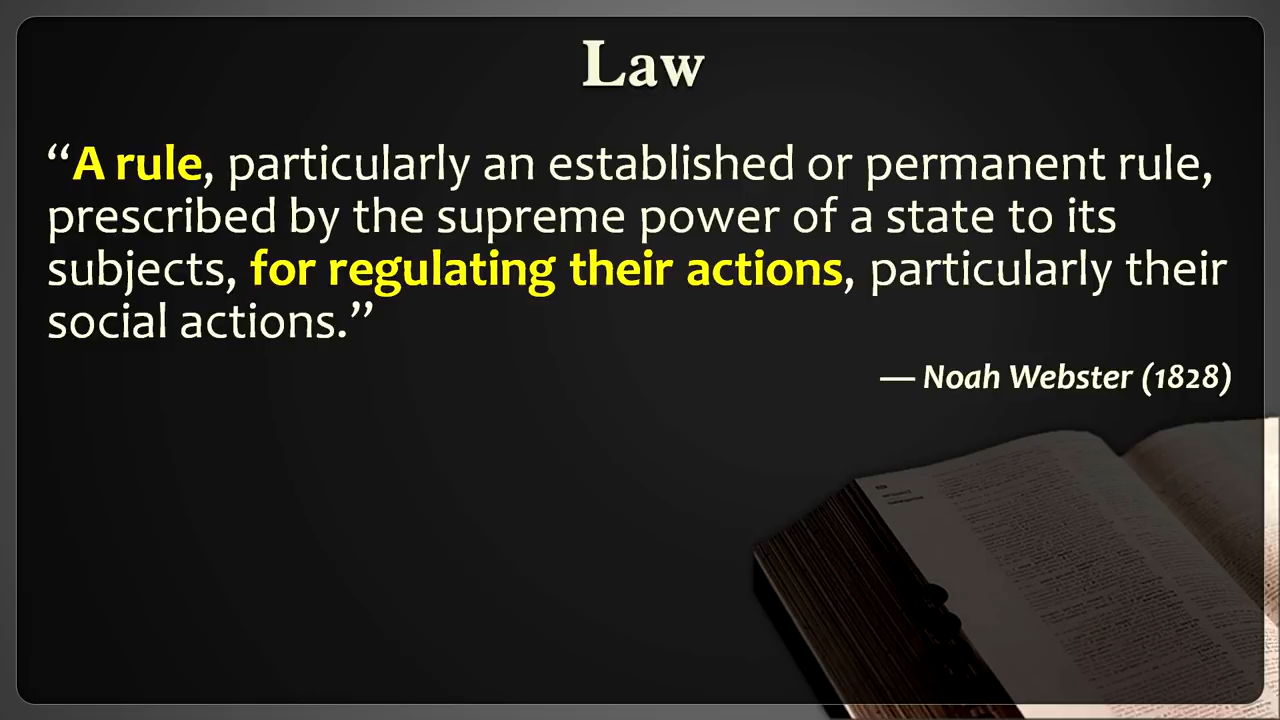 Law
“A rule, particularly an established or permanent rule,
prescribed by the supreme power of a state to its
subjects, for regulating their actions, particularly their
social actions.”
— Noah Webster (1828)